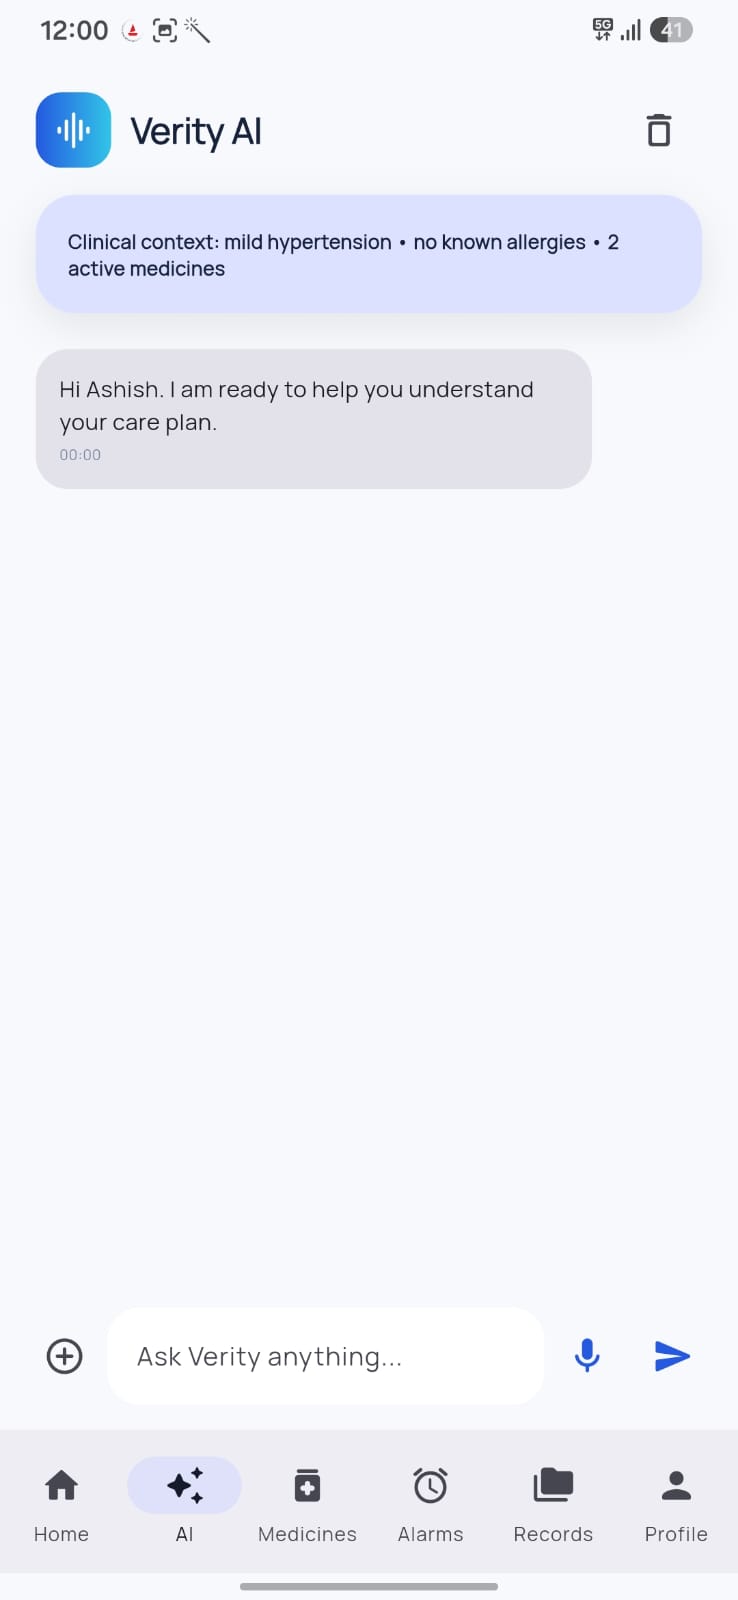 12:00
5G
41
Verity AI
Clinical context: mild hypertension • no known allergies • 2
active medicines
Hi Ashish. I am ready to help you understand
your care plan.
00:00
Ask Verity anything...
Home
AI
Medicines
Alarms
Records
Profile